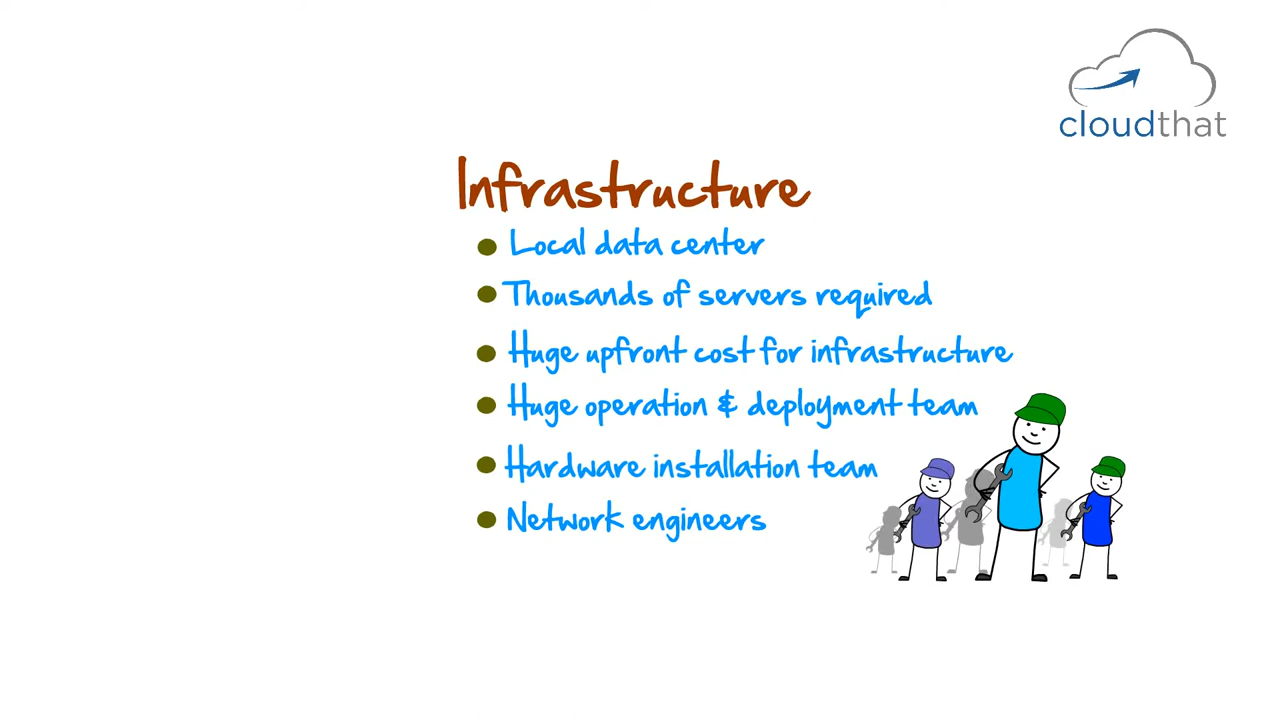 cloudthat
Infrastructure
Local data center
Thousands of servers required
Huge upfront cost for infrastructure
Huge operation & deployment team
Hardware installation team
Network engineers